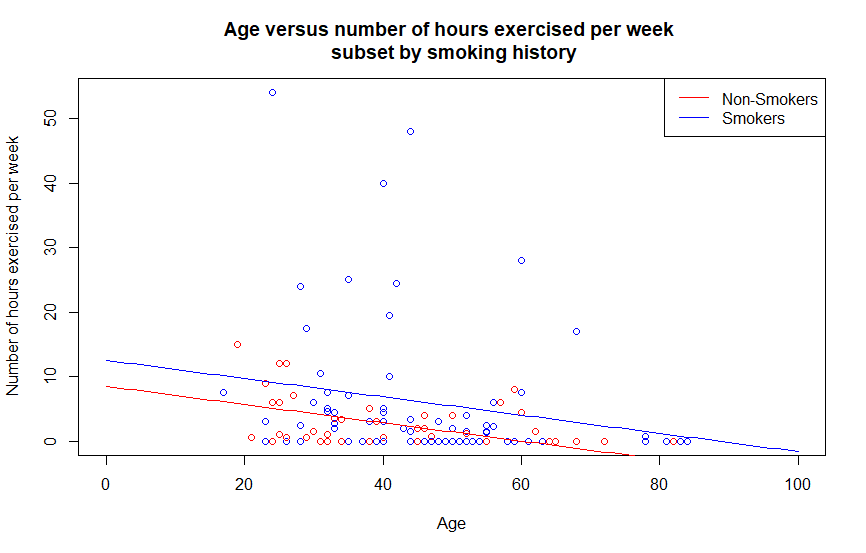 Age versus number of hours exercised per week
subset by smoking history
Non-Smokers
Smokers
Number of hours exercised per week
50
40
30
20
10
0
0 20 40 60 80 100
Age